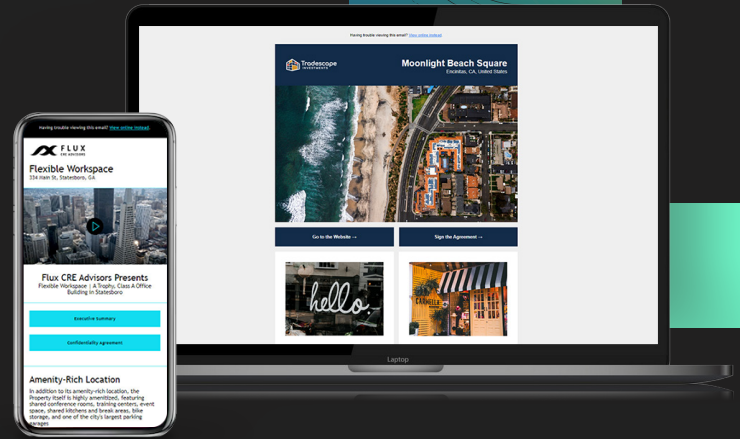 Having trouble viewing this email? View online instead.
FLUX
CRE ADVISORS
Flexible Workspace
334 Main St, Statesboro, GA
Flux CRE Advisors Presents
Flexible Workspace | A Trophy, Class A Office
Building in Statesboro
Executive Summary
Confidentiality Agreement
Amenity-Rich Location
In addition to its amenity-rich location, the
Property itself is highly amenitized, featuring
shared conference rooms, training centers, event
space, shared kitchens and break areas, bike
storage, and one of the city's largest parking
garages
Having trouble viewing this email? View online instead
Tradescape
INVESTMENTS
Moonlight Beach Square
Encinitas, CA, United States
Go to the Website →
Sign the Agreement →
hello.
CARMELLA
Laptop